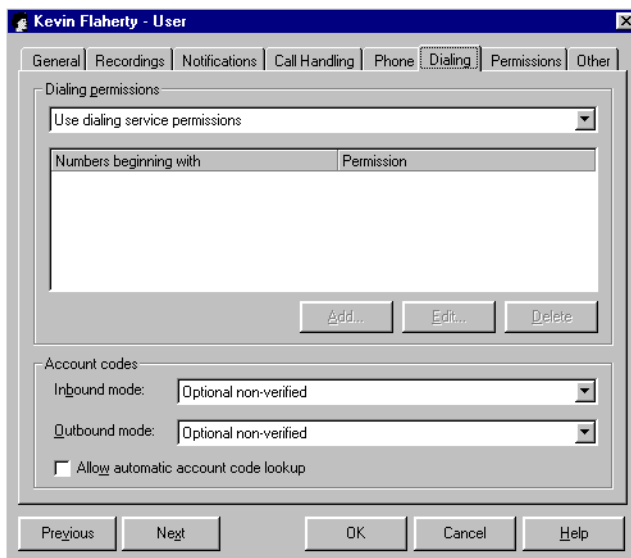 Kevin Flaherty - User
General Recordings Notifications Call Handling Phone Dialing Permissions Other
Dialing permissions
Use dialing service permissions
Numbers beginning with Permission
Add... Edit... Delete
Account codes
Inbound mode: Optional non-verified
Outbound mode: Optional non-verified
Allow automatic account code lookup
Previous Next OK Cancel Help